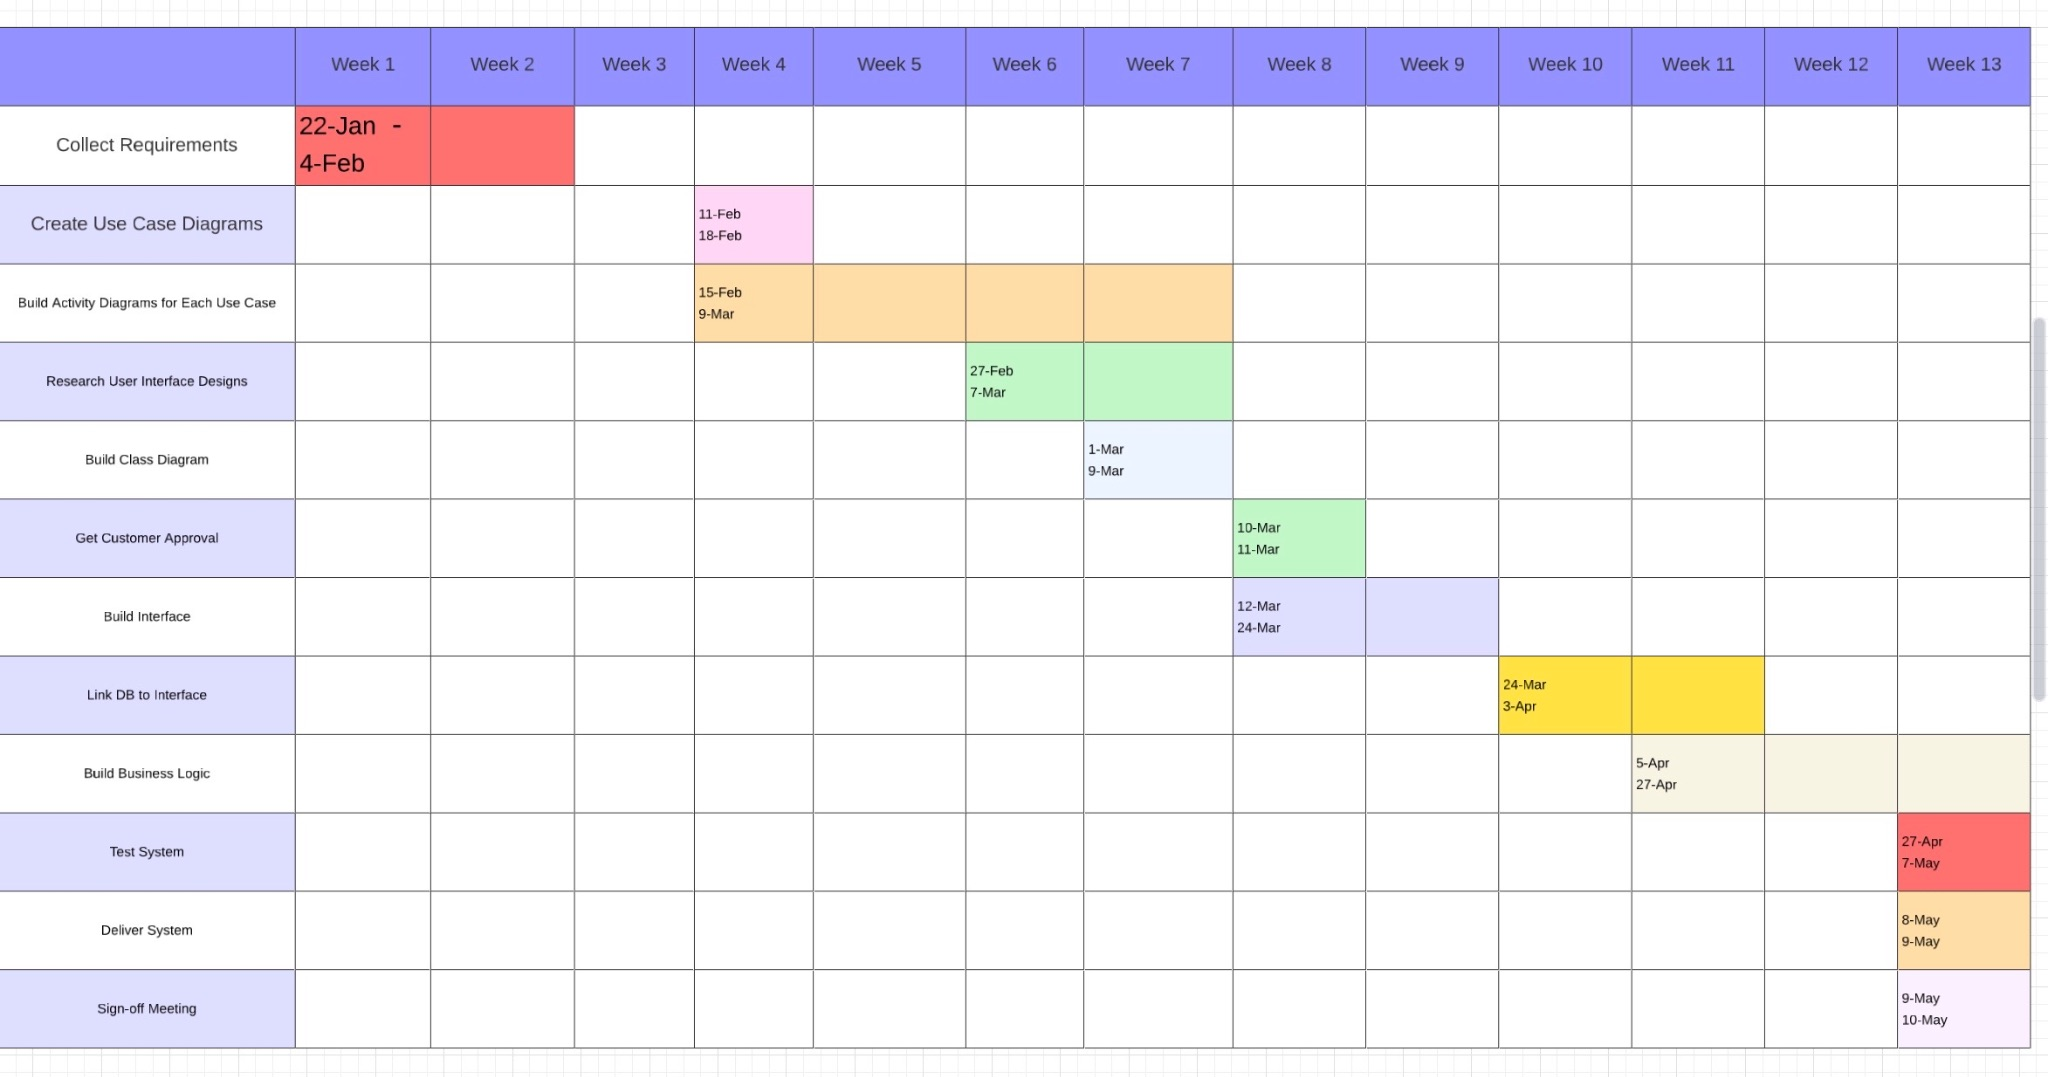 Week 1
Week 2
Week 3
Week 4
Week 5
Week 6
Week 7
Week 8
Week 9
Week 10
Week 11
Week 12
Week 13
Collect Requirements
22-Jan -
4-Feb
Create Use Case Diagrams
11-Feb
18-Feb
Build Activity Diagrams for Each Use Case
15-Feb
9-Mar
Research User Interface Designs
27-Feb
7-Mar
Build Class Diagram
1-Mar
9-Mar
Get Customer Approval
10-Mar
11-Mar
Build Interface
12-Mar
24-Mar
Link DB to Interface
24-Mar
3-Apr
Build Business Logic
5-Apr
27-Apr
Test System
27-Apr
7-May
Deliver System
8-May
9-May
Sign-off Meeting
9-May
10-May